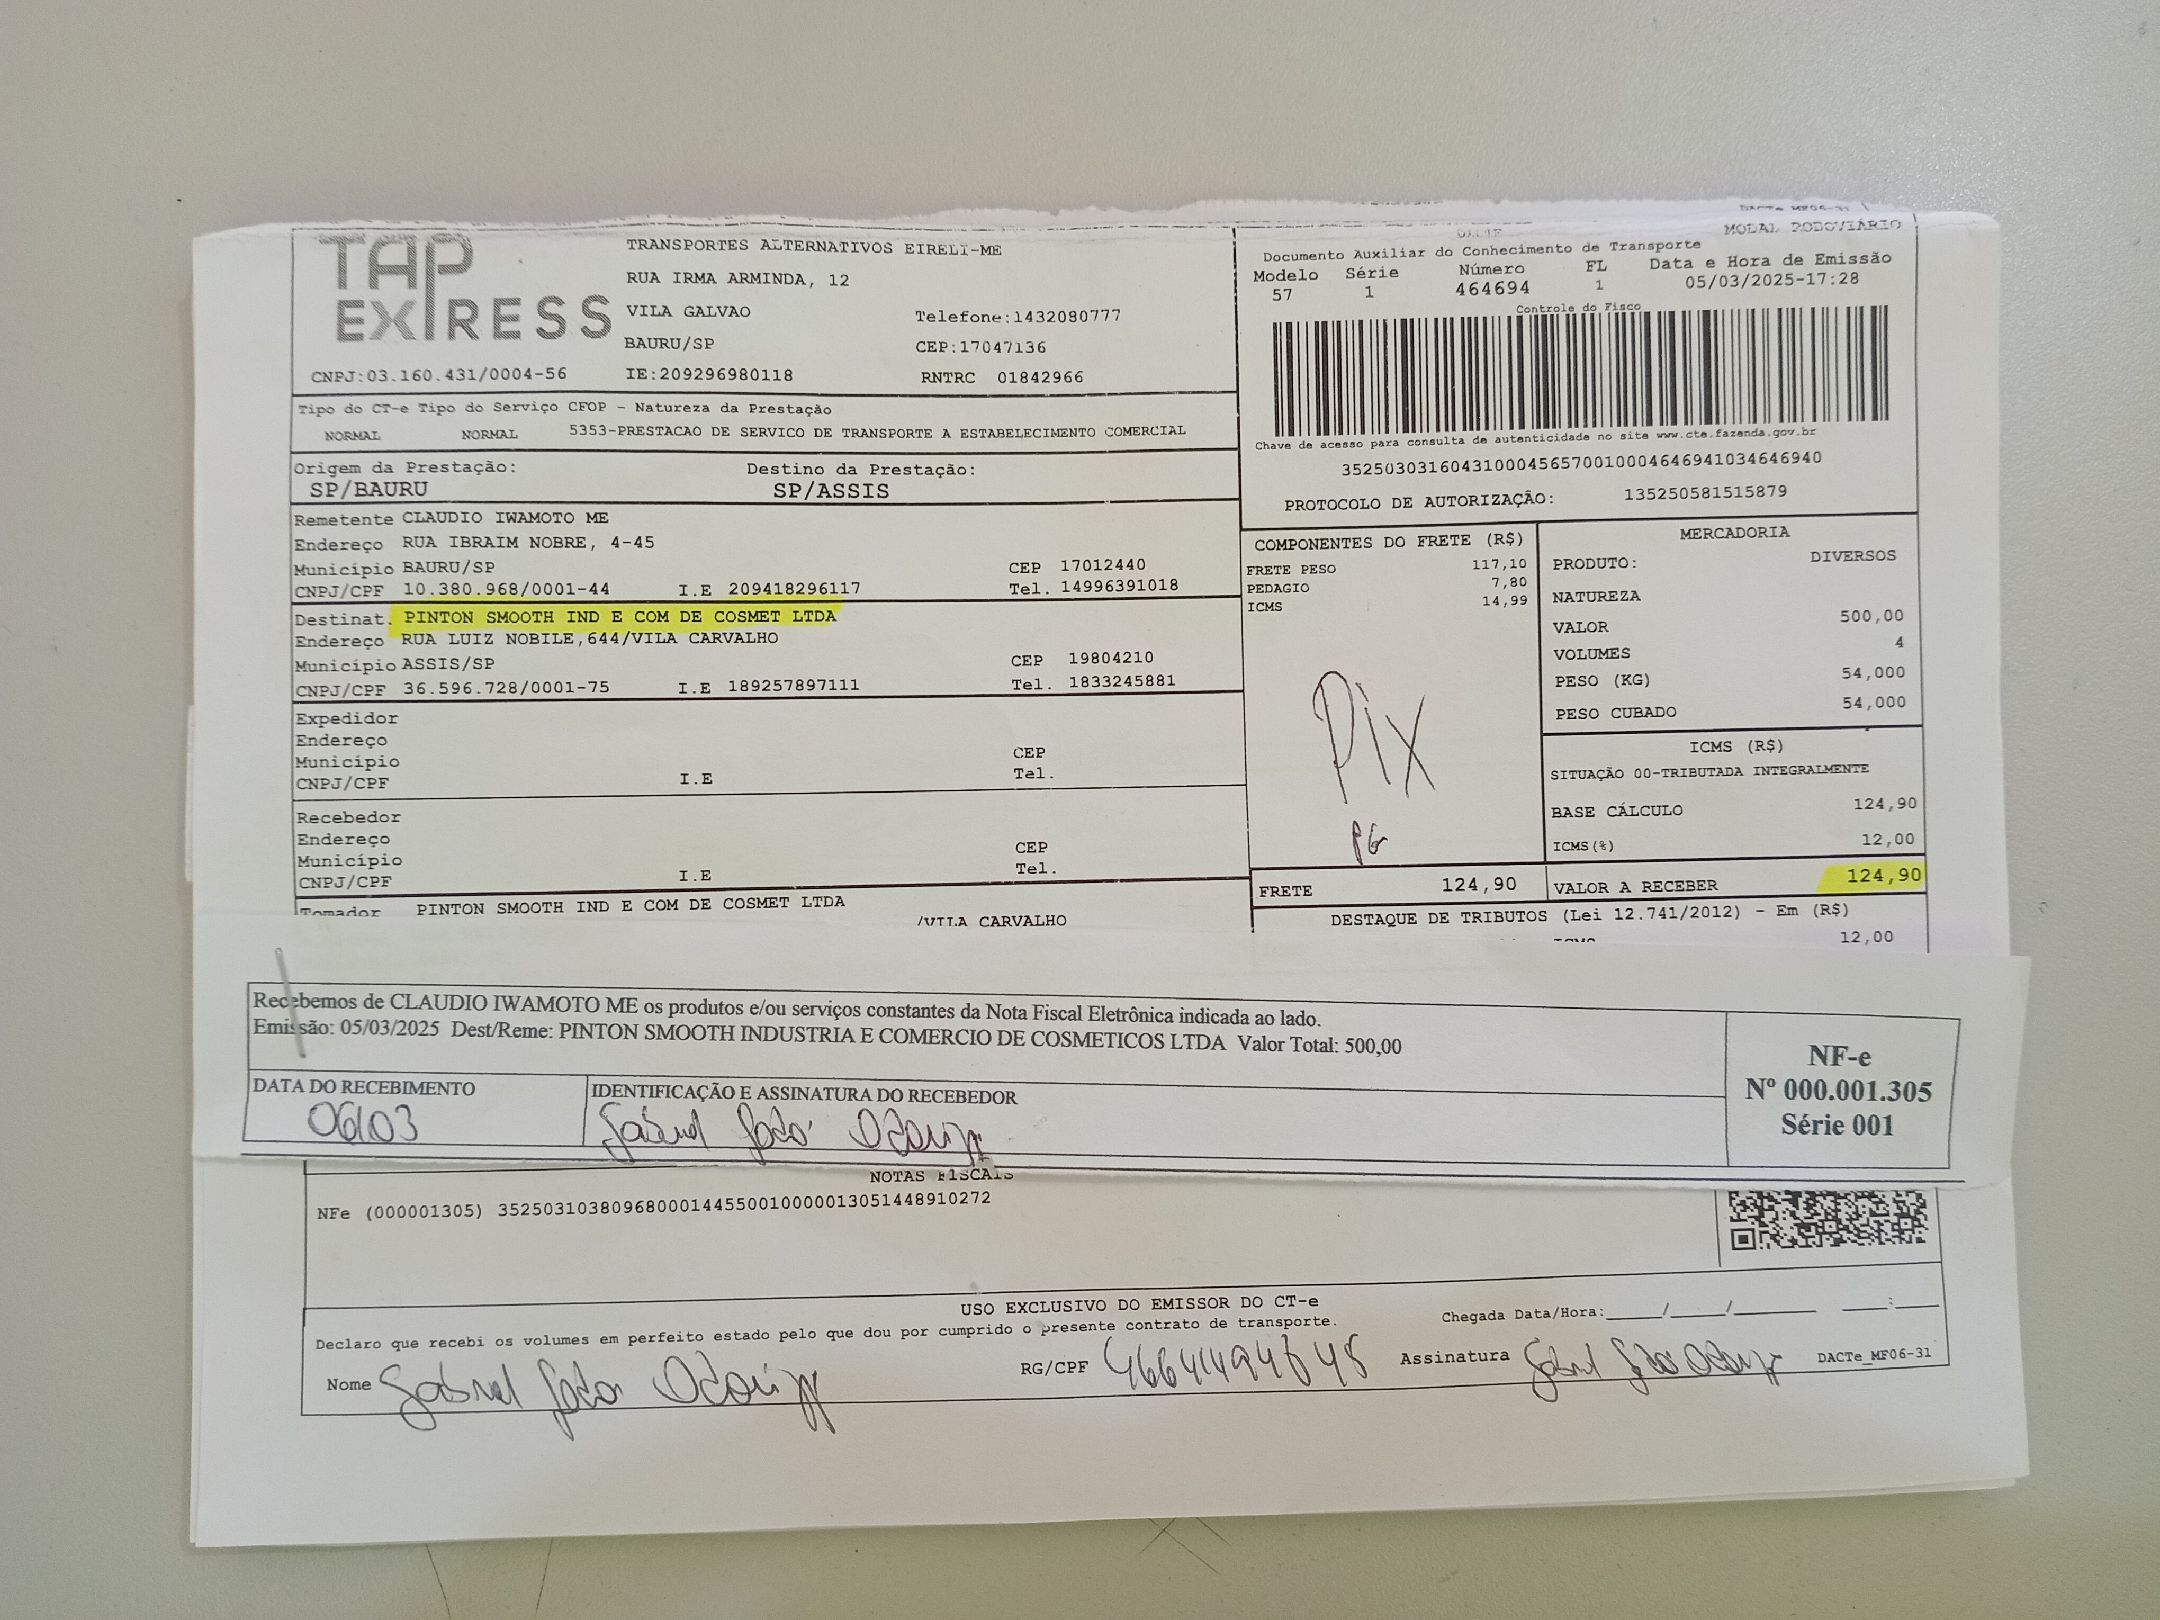 MODAL RODOVIÁRIO
TAP EXPRESS
CNPJ:03.160.431/0004-56
TRANSPORTES ALTERNATIVOS EIRELI-ME
RUA IRMA ARMINDA, 12
VILA GALVAO Telefone:1432080777
BAURU/SP CEP:17047136
IE:209296980118 RNTRC 01842966
Documento Auxiliar do Conhecimento de Transporte
Modelo Série Número FL Data e Hora de Emissão
57 1 464694 1 05/03/2025-17:28
Controle do Fisco
Chave de acesso para consulta de autenticidade no site www.cte.fazenda.gov.br
35250303160431000456570010004646941034646940
PROTOCOLO DE AUTORIZAÇÃO: 135250581515879
Tipo do CT-e Tipo do Serviço CFOP - Natureza da Prestação
NORMAL NORMAL 5353-PRESTACAO DE SERVICO DE TRANSPORTE A ESTABELECIMENTO COMERCIAL
Origem da Prestação: Destino da Prestação:
SP/BAURU SP/ASSIS
Remetente CLAUDIO IWAMOTO ME
Endereço RUA IBRAIM NOBRE, 4-45
Município BAURU/SP CEP 17012440
CNPJ/CPF 10.380.968/0001-44 I.E 209418296117 Tel. 14996391018
Destinat. PINTON SMOOTH IND E COM DE COSMET LTDA
Endereço RUA LUIZ NOBILE,644/VILA CARVALHO
Município ASSIS/SP CEP 19804210
CNPJ/CPF 36.596.728/0001-75 I.E 189257897111 Tel. 1833245881
Expedidor
Endereço
Município CEP
CNPJ/CPF I.E Tel.
Recebedor
Endereço
Município CEP
CNPJ/CPF I.E Tel.
Tomador PINTON SMOOTH IND E COM DE COSMET LTDA
/VILA CARVALHO
COMPONENTES DO FRETE (R$)
FRETE PESO 117,10
PEDAGIO 7,80
ICMS 14,99
Pix
PG
FRETE 124,90
MERCADORIA
PRODUTO: DIVERSOS
NATUREZA
VALOR 500,00
VOLUMES 4
PESO (KG) 54,000
PESO CUBADO 54,000
ICMS (R$)
SITUAÇÃO 00-TRIBUTADA INTEGRALMENTE
BASE CÁLCULO 124,90
ICMS(%) 12,00
VALOR A RECEBER 124,90
DESTAQUE DE TRIBUTOS (Lei 12.741/2012) - Em (R$)
ICMS 12,00
Recebemos de CLAUDIO IWAMOTO ME os produtos e/ou serviços constantes da Nota Fiscal Eletrônica indicada ao lado.
Emissão: 05/03/2025 Dest/Reme: PINTON SMOOTH INDUSTRIA E COMERCIO DE COSMETICOS LTDA Valor Total: 500,00
DATA DO RECEBIMENTO
06/03
IDENTIFICAÇÃO E ASSINATURA DO RECEBEDOR
NF-e
Nº 000.001.305
Série 001
NOTAS FISCAIS
NFe (000001305) 35250310380968000144550010000013051448910272
USO EXCLUSIVO DO EMISSOR DO CT-e
Chegada Data/Hora:____/____/______ ___:___
Declaro que recebi os volumes em perfeito estado pelo que dou por cumprido o presente contrato de transporte.
Nome Gabriel RG/CPF Assinatura Gabriel DACTe_MF06-31